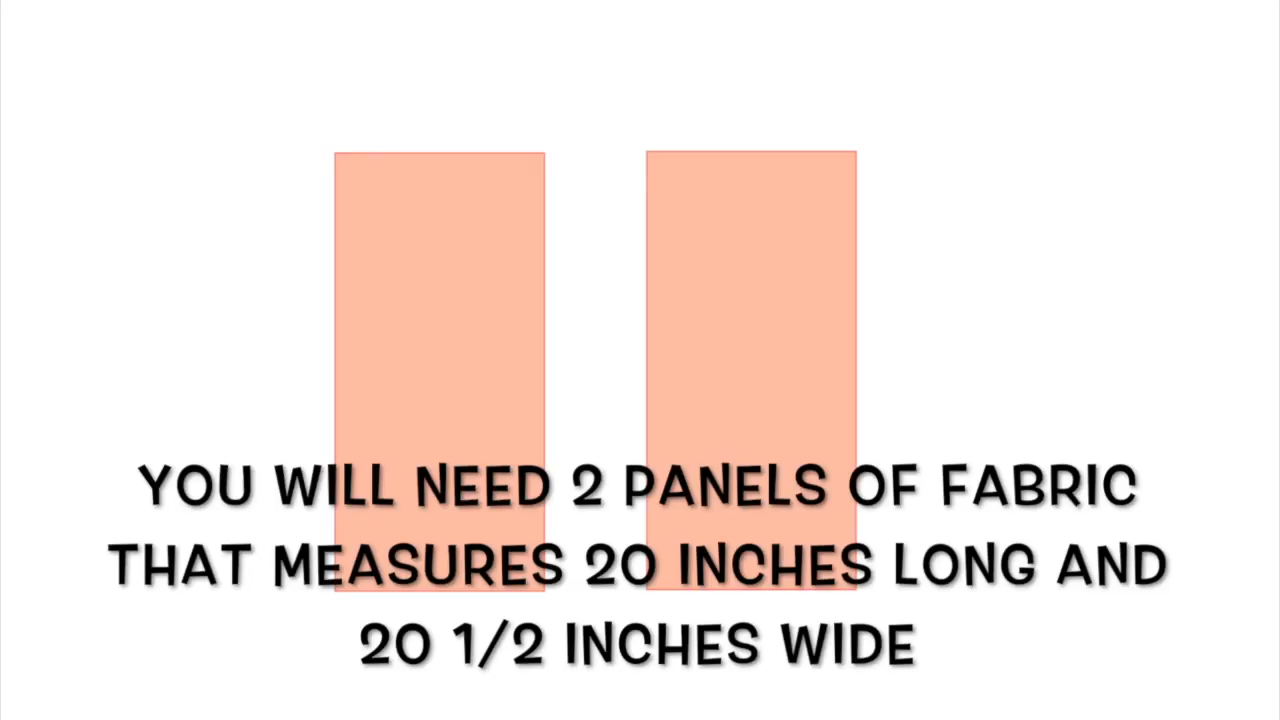 YOU WILL NEED 2 PANELS OF FABRIC
THAT MEASURES 20 INCHES LONG AND
20 1/2 INCHES WIDE